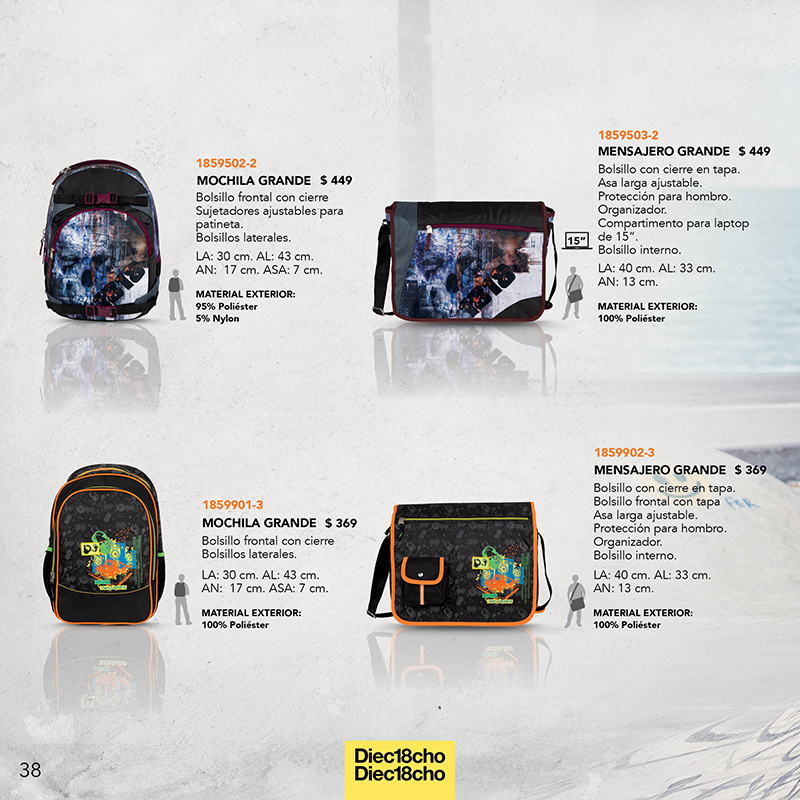 1859502-2
MOCHILA GRANDE $ 449
Bolsillo frontal con cierre
Sujetadores ajustables para
patineta.
Bolsillos laterales.
LA: 30 cm. AL: 43 cm.
AN: 17 cm. ASA: 7 cm.
MATERIAL EXTERIOR:
95% Poliéster
5% Nylon
1859503-2
MENSAJERO GRANDE $ 449
Bolsillo con cierre en tapa.
Asa larga ajustable.
Protección para hombro.
Organizador.
Compartimento para laptop
de 15”.
Bolsillo interno.
15”
LA: 40 cm. AL: 33 cm.
AN: 13 cm.
MATERIAL EXTERIOR:
100% Poliéster
1859901-3
MOCHILA GRANDE $ 369
Bolsillo frontal con cierre
Bolsillos laterales.
LA: 30 cm. AL: 43 cm.
AN: 17 cm. ASA: 7 cm.
MATERIAL EXTERIOR:
100% Poliéster
1859902-3
MENSAJERO GRANDE $ 369
Bolsillo con cierre en tapa.
Bolsillo frontal con tapa
Asa larga ajustable.
Protección para hombro.
Organizador.
Bolsillo interno.
LA: 40 cm. AL: 33 cm.
AN: 13 cm.
MATERIAL EXTERIOR:
100% Poliéster
38
Diec18cho
Diec18cho